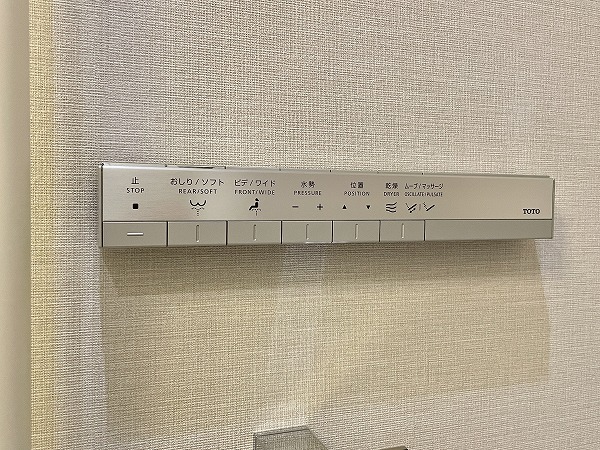 止
STOP
おしり/ソフト
REAR/SOFT
ビデ/ワイド
FRONT/WIDE
水勢
PRESSURE
− +
位置
POSITION
▲ ▼
乾燥
DRYER
ムーブ/マッサージ
OSCILLATE/PULSATE
TOTO